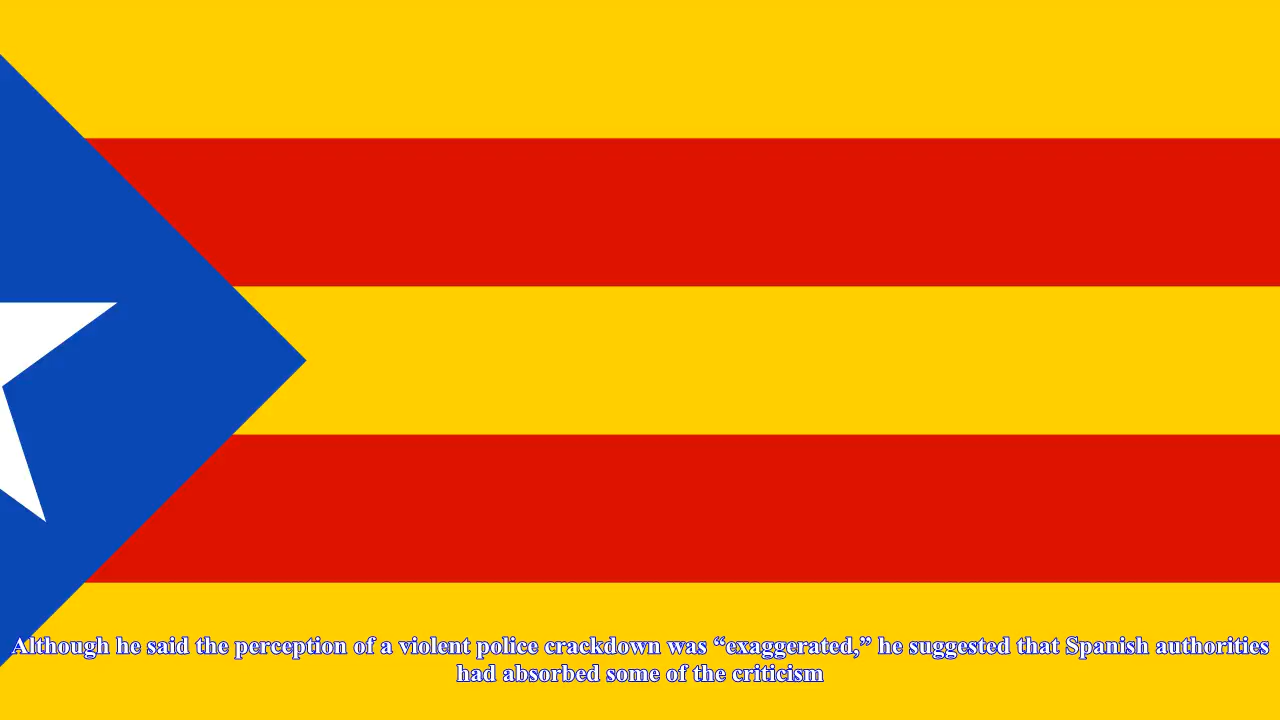 Although he said the perception of a violent police crackdown was “exaggerated,” he suggested that Spanish authorities
had absorbed some of the criticism